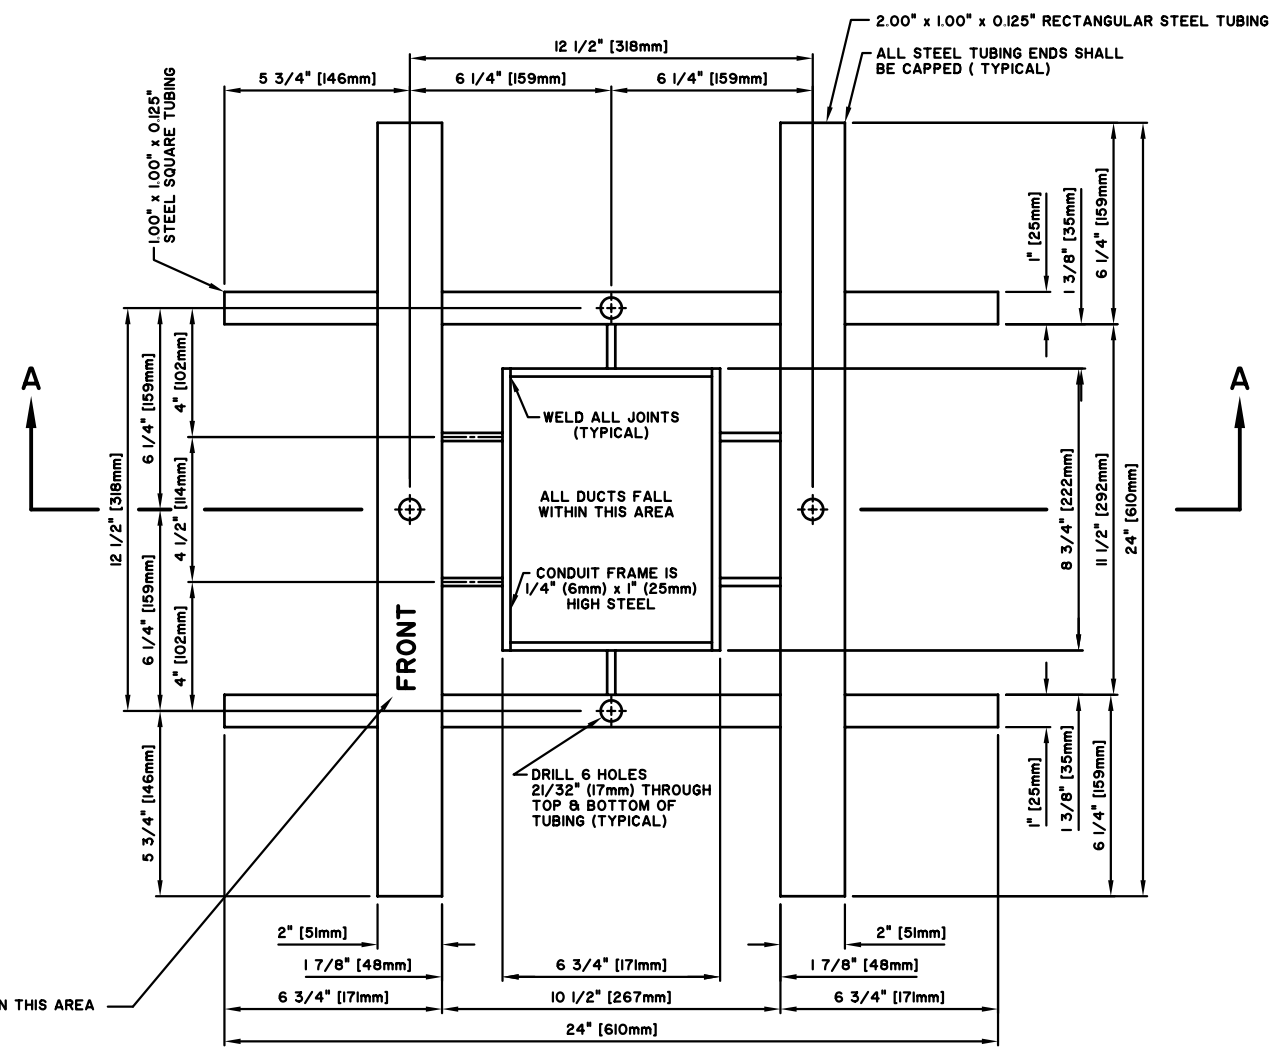 2.00" x 1.00" x 0.125" RECTANGULAR STEEL TUBING
ALL STEEL TUBING ENDS SHALL
BE CAPPED ( TYPICAL)
12 1/2" [318mm]
5 3/4" [146mm]
6 1/4" [159mm]
6 1/4" [159mm]
1.00" x 1.00" x 0.125"
STEEL SQUARE TUBING
1" [25mm]
1 3/8" [35mm]
6 1/4" [159mm]
A
A
12 1/2" [318mm]
6 1/4" [159mm]
4" [102mm]
4 1/2" [114mm]
6 1/4" [159mm]
4" [102mm]
5 3/4" [146mm]
WELD ALL JOINTS
(TYPICAL)
ALL DUCTS FALL
WITHIN THIS AREA
CONDUIT FRAME IS
1/4" (6mm) x 1" (25mm)
HIGH STEEL
FRONT
8 3/4" [222mm]
11 1/2" [292mm]
24" [610mm]
DRILL 6 HOLES
21/32" (17mm) THROUGH
TOP & BOTTOM OF
TUBING (TYPICAL)
1" [25mm]
1 3/8" [35mm]
6 1/4" [159mm]
2" [51mm]
2" [51mm]
1 7/8" [48mm]
6 3/4" [171mm]
1 7/8" [48mm]
6 3/4" [171mm]
10 1/2" [267mm]
6 3/4" [171mm]
N THIS AREA
24" [610mm]